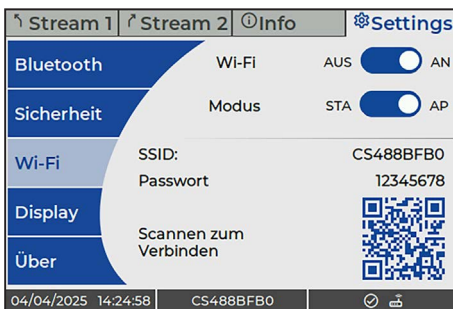 Stream 1 Stream 2 Info Settings
Bluetooth
Sicherheit
Wi-Fi
Display
Über
Wi-Fi AUS AN
Modus STA AP
SSID: CS488BFB0
Passwort 12345678
Scannen zum
Verbinden
04/04/2025 14:24:58 CS488BFB0